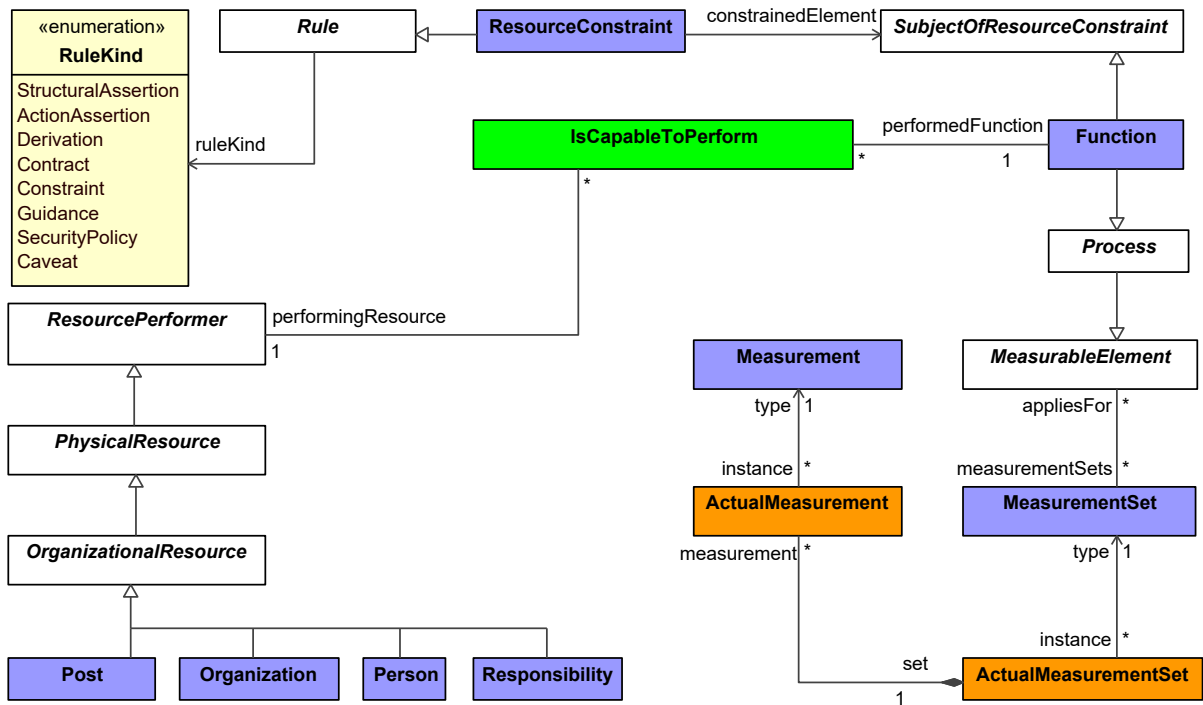 «enumeration»
RuleKind
StructuralAssertion
ActionAssertion
Derivation
Contract
Constraint
Guidance
SecurityPolicy
Caveat
Rule
ruleKind
ResourceConstraint
constrainedElement
SubjectOfResourceConstraint
IsCapableToPerform
*
*
performedFunction
1
Function
Process
ResourcePerformer
performingResource
1
PhysicalResource
OrganizationalResource
Post
Organization
Person
Responsibility
Measurement
type 1
instance *
ActualMeasurement
measurement *
MeasurableElement
appliesFor *
measurementSets *
MeasurementSet
type 1
instance *
set
1
ActualMeasurementSet